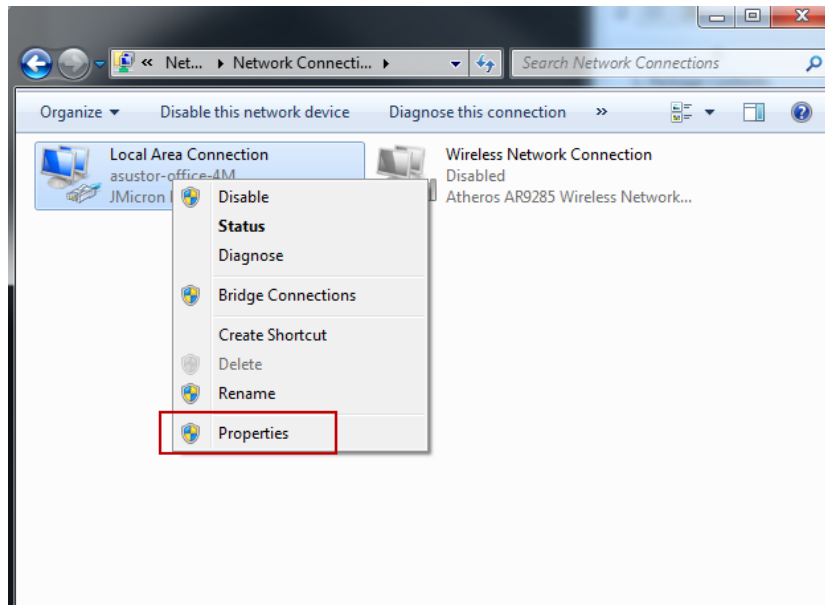 « Net... Network Connecti...
Search Network Connections
Organize Disable this network device Diagnose this connection »
Local Area Connection
asustor-office-4M
JMicron
Wireless Network Connection
Disabled
Atheros AR9285 Wireless Network...
Disable
Status
Diagnose
Bridge Connections
Create Shortcut
Delete
Rename
Properties